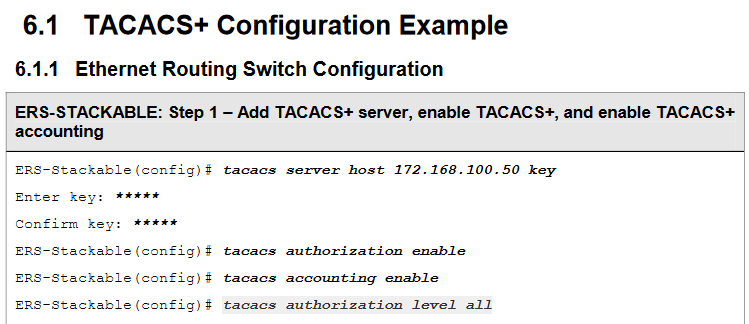 6.1 TACACS+ Configuration Example
6.1.1 Ethernet Routing Switch Configuration
ERS-STACKABLE: Step 1 – Add TACACS+ server, enable TACACS+, and enable TACACS+
accounting
ERS-Stackable(config)# tacacs server host 172.168.100.50 key
Enter key: *****
Confirm key: *****
ERS-Stackable(config)# tacacs authorization enable
ERS-Stackable(config)# tacacs accounting enable
ERS-Stackable(config)# tacacs authorization level all